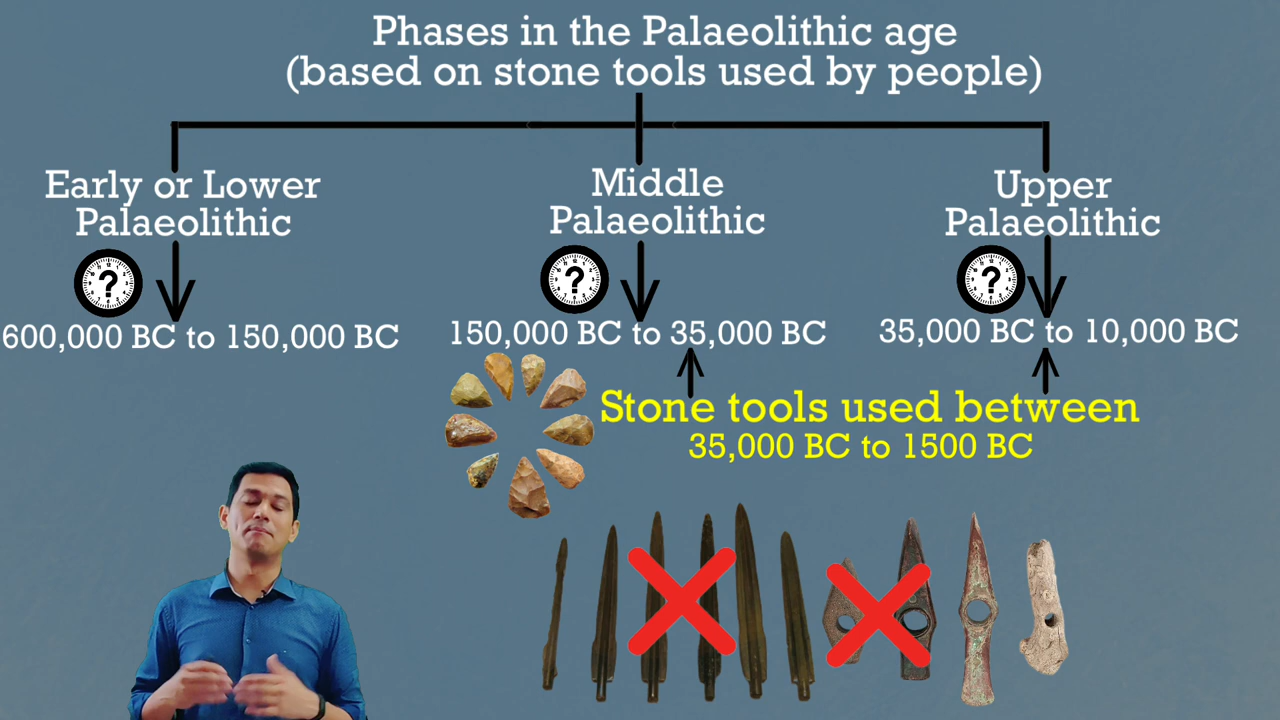 Phases in the Palaeolithic age
(based on stone tools used by people)
Early or Lower
Palaeolithic
Middle
Palaeolithic
Upper
Palaeolithic
?
?
?
600,000 BC to 150,000 BC
150,000 BC to 35,000 BC
35,000 BC to 10,000 BC
Stone tools used between
35,000 BC to 1500 BC